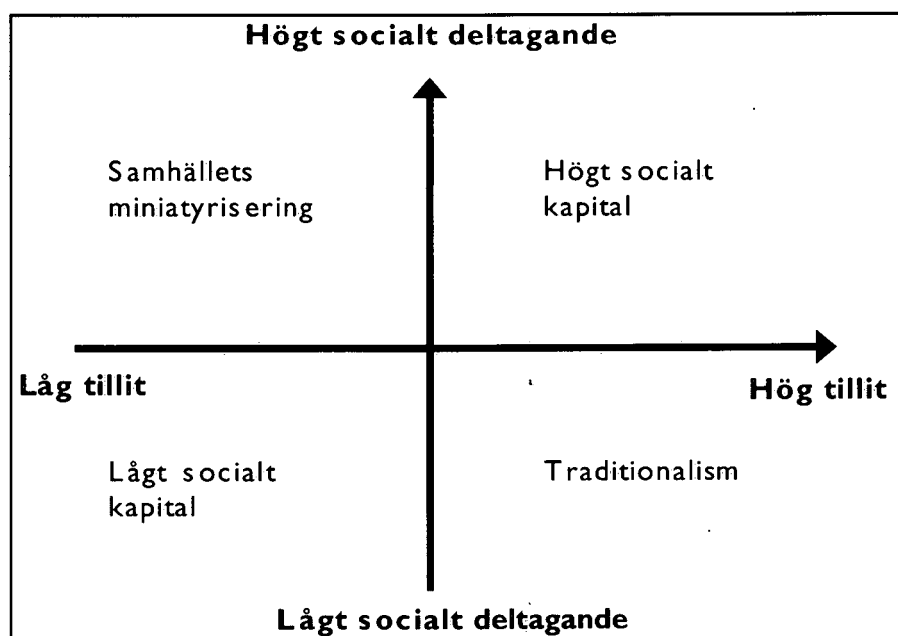 Högt socialt deltagande
Samhällets
miniatyrisering
Högt socialt
kapital
Låg tillit
Hög tillit
Lågt socialt
kapital
Traditionalism
Lågt socialt deltagande